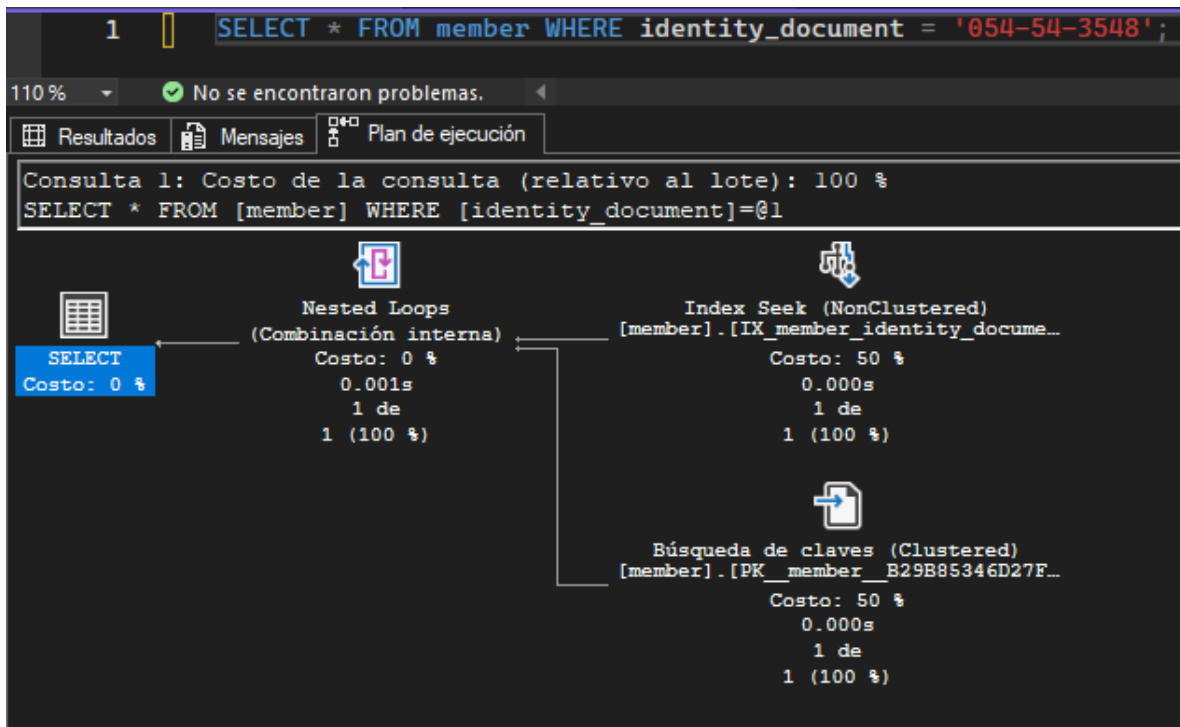 1 SELECT * FROM member WHERE identity_document = '054-54-3548';
110 % No se encontraron problemas.
Resultados Mensajes Plan de ejecución
Consulta 1: Costo de la consulta (relativo al lote): 100 %
SELECT * FROM [member] WHERE [identity_document]=@1
SELECT
Costo: 0 %
Nested Loops
(Combinación interna)
Costo: 0 %
0.001s
1 de
1 (100 %)
Index Seek (NonClustered)
[member].[IX_member_identity_docume…
Costo: 50 %
0.000s
1 de
1 (100 %)
Búsqueda de claves (Clustered)
[member].[PK__member__B29B85346D27F…
Costo: 50 %
0.000s
1 de
1 (100 %)